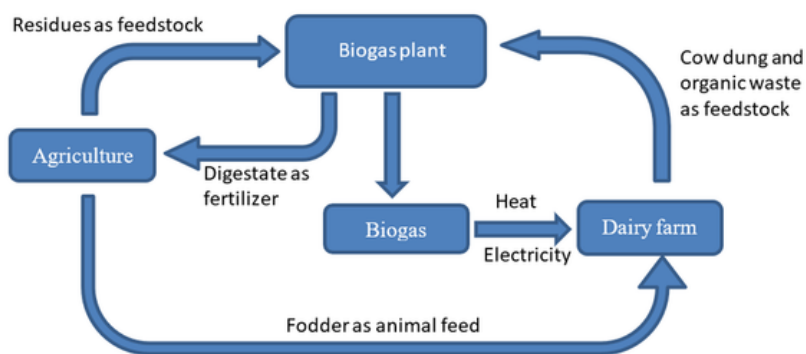 Residues as feedstock
Biogas plant
Cow dung and
organic waste
as feedstock
Agriculture
Digestate as
fertilizer
Biogas
Heat
Electricity
Dairy farm
Fodder as animal feed